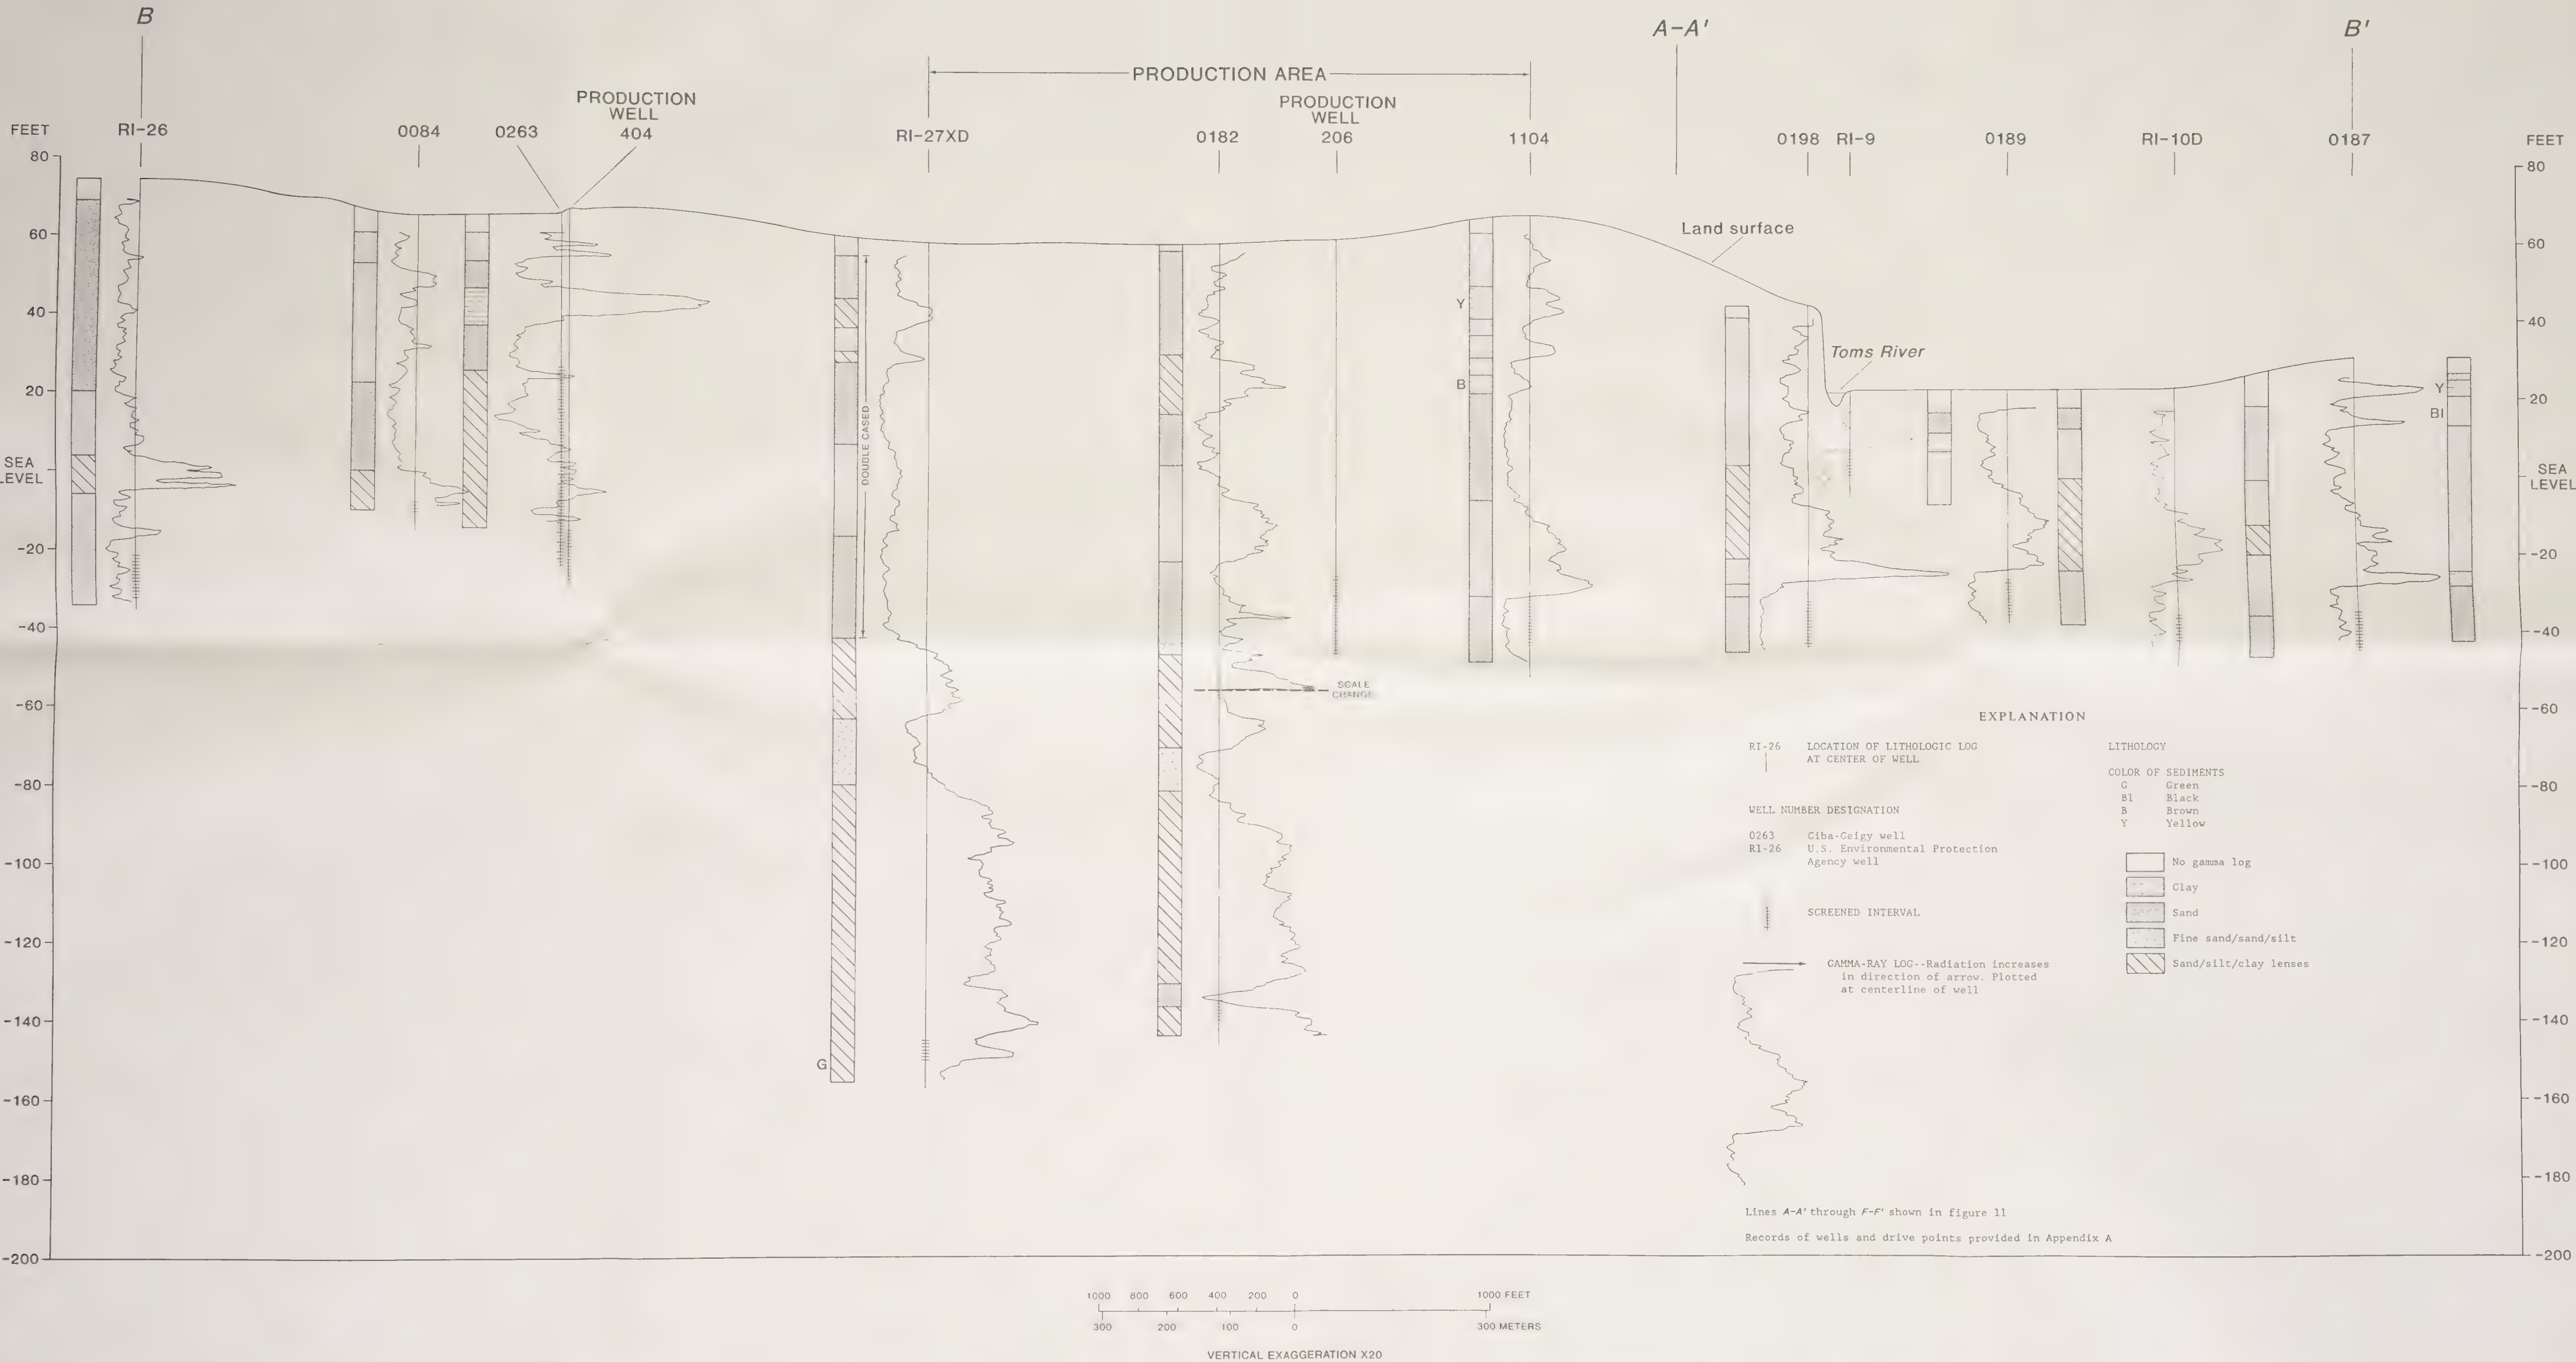 B
A-A'
B'
PRODUCTION AREA
PRODUCTION
WELL
404
PRODUCTION
WELL
206
FEET
RI-26
0084
0263
RI-27XD
0182
1104
0198
RI-9
0189
RI-10D
0187
FEET
80
60
40
20
SEA
LEVEL
-20
-40
-60
-80
-100
-120
-140
-160
-180
-200
80
60
40
20
SEA
LEVEL
-20
-40
-60
-80
-100
-120
-140
-160
-180
-200
Land surface
Toms River
DOUBLE CASED
Y
B
Y
Bl
G
SCALE
CHANGE
EXPLANATION
RI-26 LOCATION OF LITHOLOGIC LOG
AT CENTER OF WELL
WELL NUMBER DESIGNATION
0263 Ciba-Geigy well
RI-26 U.S. Environmental Protection
Agency well
SCREENED INTERVAL
GAMMA-RAY LOG--Radiation increases
in direction of arrow. Plotted
at centerline of well
LITHOLOGY
COLOR OF SEDIMENTS
G Green
Bl Black
B Brown
Y Yellow
No gamma log
Clay
Sand
Fine sand/sand/silt
Sand/silt/clay lenses
Lines A-A' through F-F' shown in figure 11
Records of wells and drive points provided in Appendix A
1000 800 600 400 200 0 1000 FEET
300 200 100 0 300 METERS
VERTICAL EXAGGERATION X20